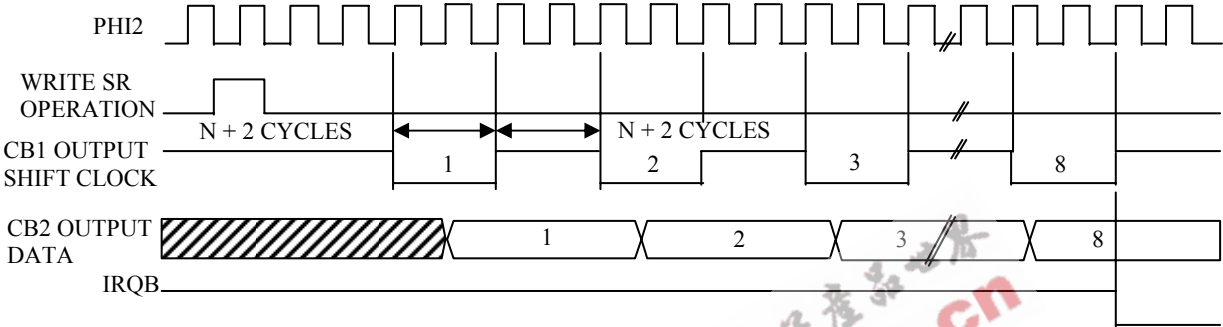 PHI2
WRITE SR
OPERATION
N + 2 CYCLES
N + 2 CYCLES
CB1 OUTPUT
SHIFT CLOCK
1
2
3
8
CB2 OUTPUT
DATA
1
2
3
8
IRQB
.cn